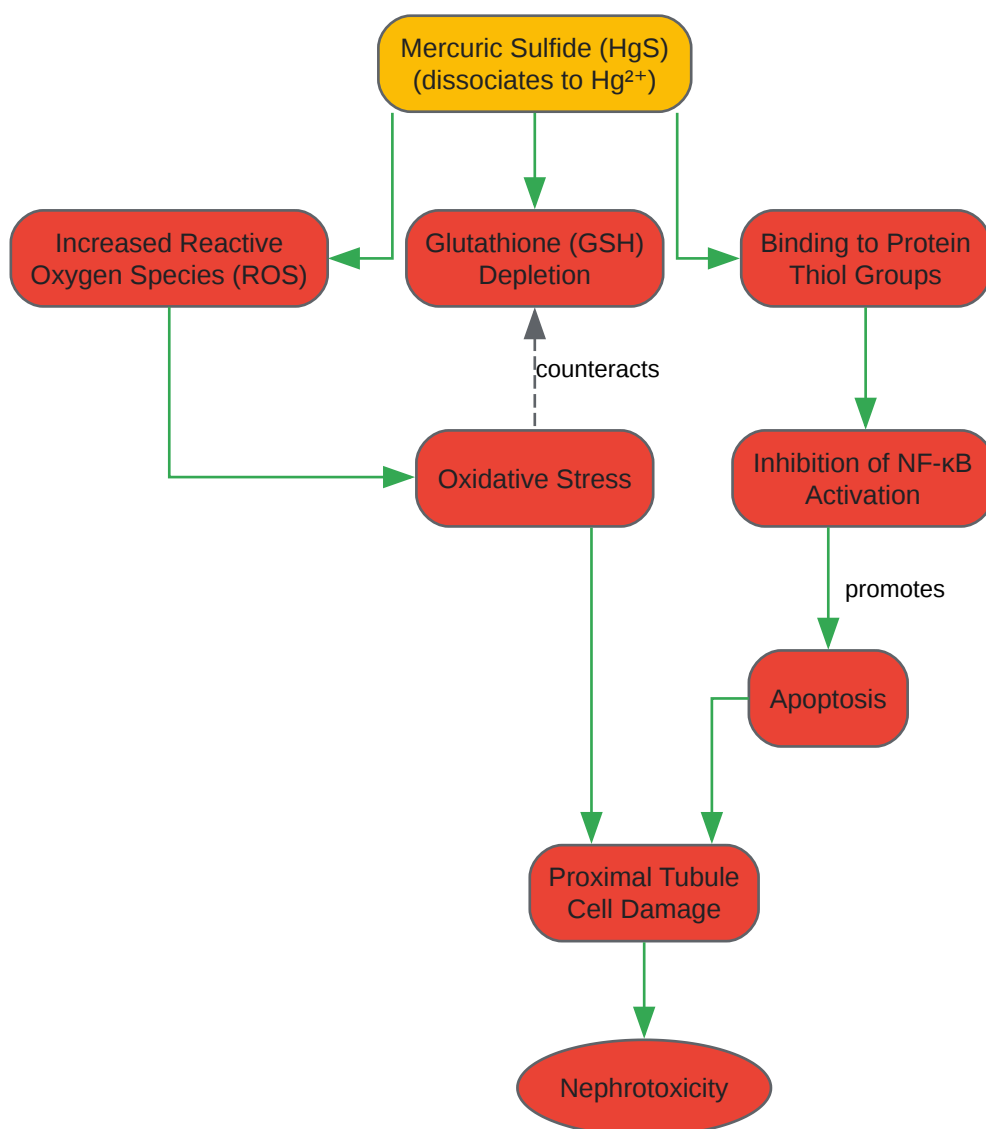 Mercuric Sulfide (HgS)
(dissociates to Hg²⁺)
Increased Reactive
Oxygen Species (ROS)
Glutathione (GSH)
Depletion
Binding to Protein
Thiol Groups
counteracts
Oxidative Stress
Inhibition of NF-κB
Activation
promotes
Apoptosis
Proximal Tubule
Cell Damage
Nephrotoxicity